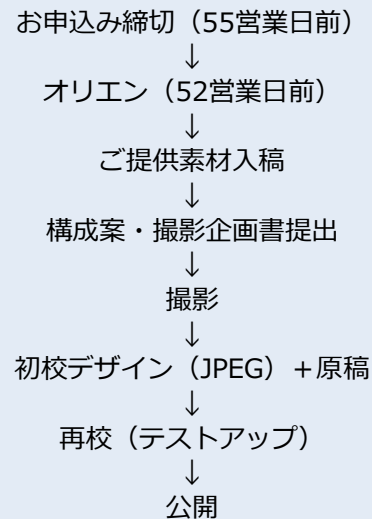 お申込み締切（55営業日前）
↓
オリエン（52営業日前）
↓
ご提供素材入稿
↓
構成案・撮影企画書提出
↓
撮影
↓
初校デザイン（JPEG）＋原稿
↓
再校（テストアップ）
↓
公開